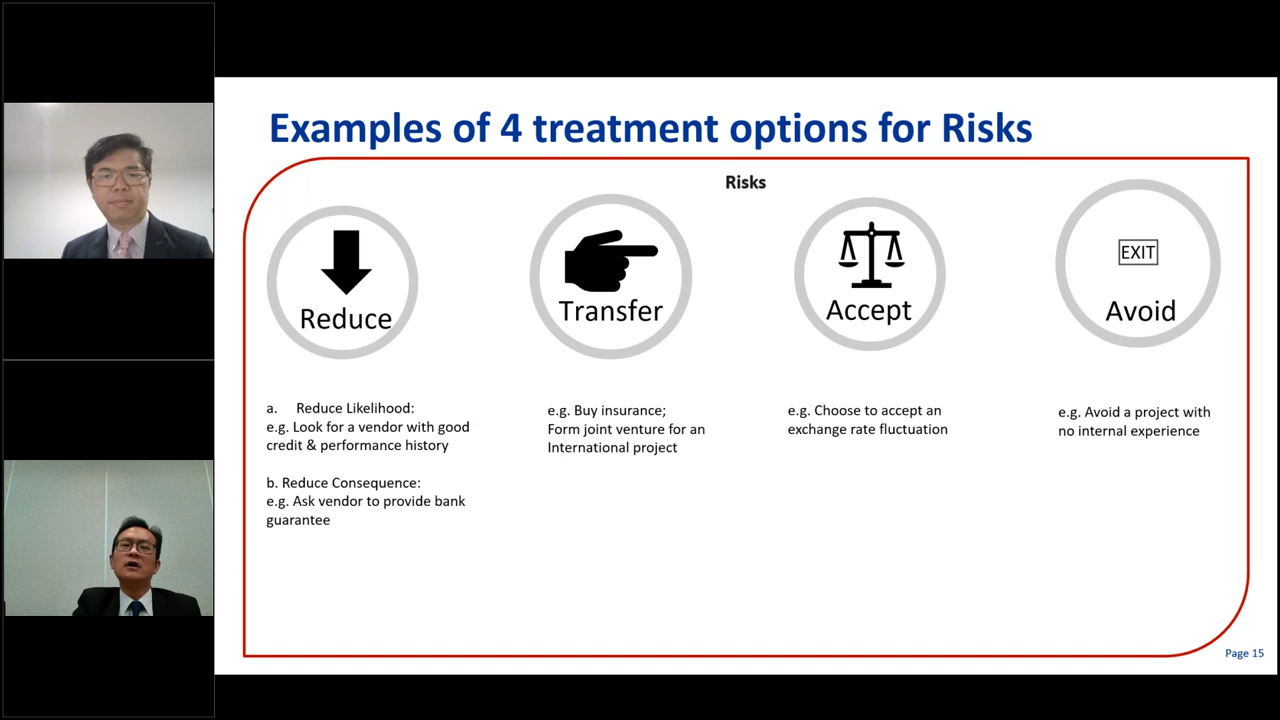 Examples of 4 treatment options for Risks
Risks
Reduce
Transfer
Accept
EXIT
Avoid
a. Reduce Likelihood:
e.g. Look for a vendor with good
credit & performance history
b. Reduce Consequence:
e.g. Ask vendor to provide bank
guarantee
e.g. Buy insurance;
Form joint venture for an
International project
e.g. Choose to accept an
exchange rate fluctuation
e.g. Avoid a project with
no internal experience
Page 15